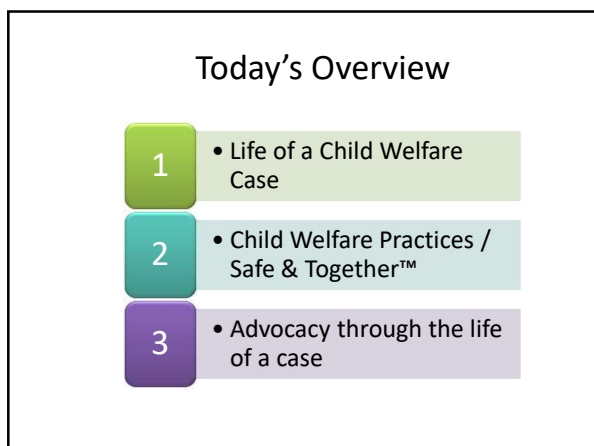 Today’s Overview
1
• Life of a Child Welfare
Case
2
• Child Welfare Practices /
Safe & Together™
3
• Advocacy through the life
of a case